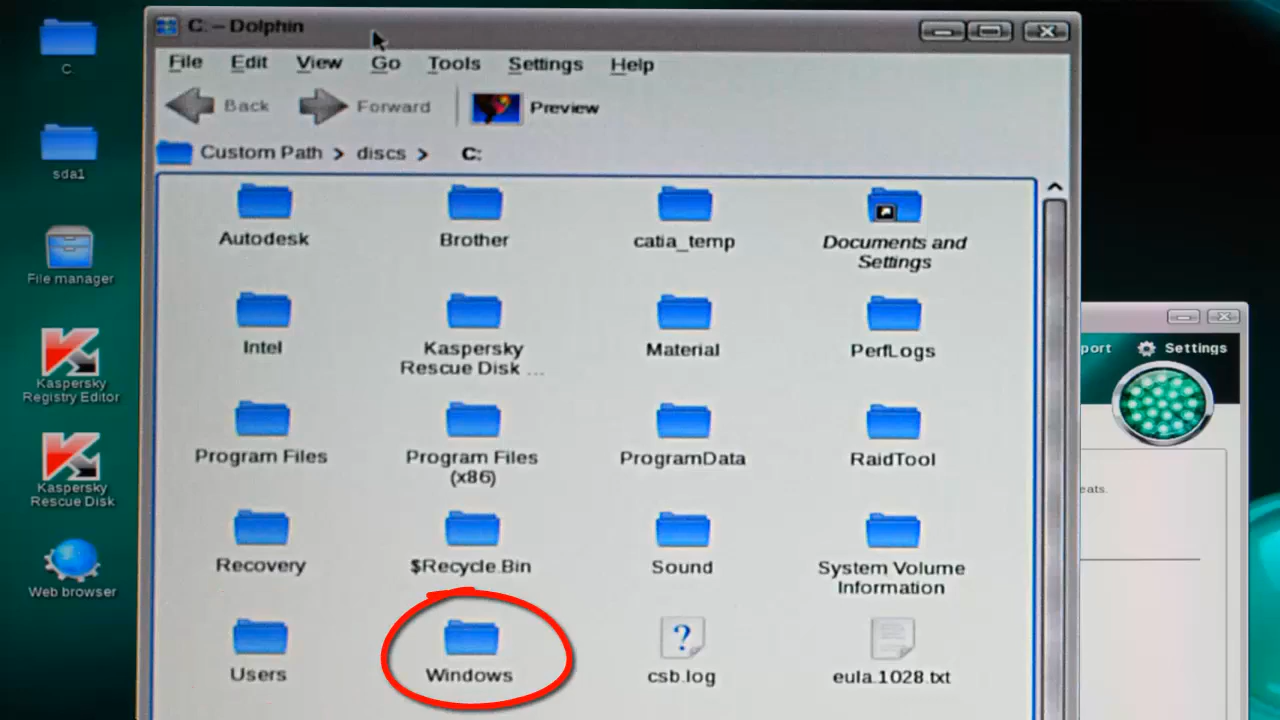 C: – Dolphin
File Edit View Go Tools Settings Help
Back Forward Preview
Custom Path > discs > C:
C:
sda1
File manager
Kaspersky
Registry Editor
Kaspersky
Rescue Disk
Web browser
Autodesk Brother catia_temp Documents and
Settings
Intel Kaspersky Material PerfLogs
Rescue Disk ...
Program Files Program Files ProgramData RaidTool
(x86)
Recovery $Recycle.Bin Sound System Volume
Information
Users Windows csb.log eula.1028.txt
port Settings
eats.